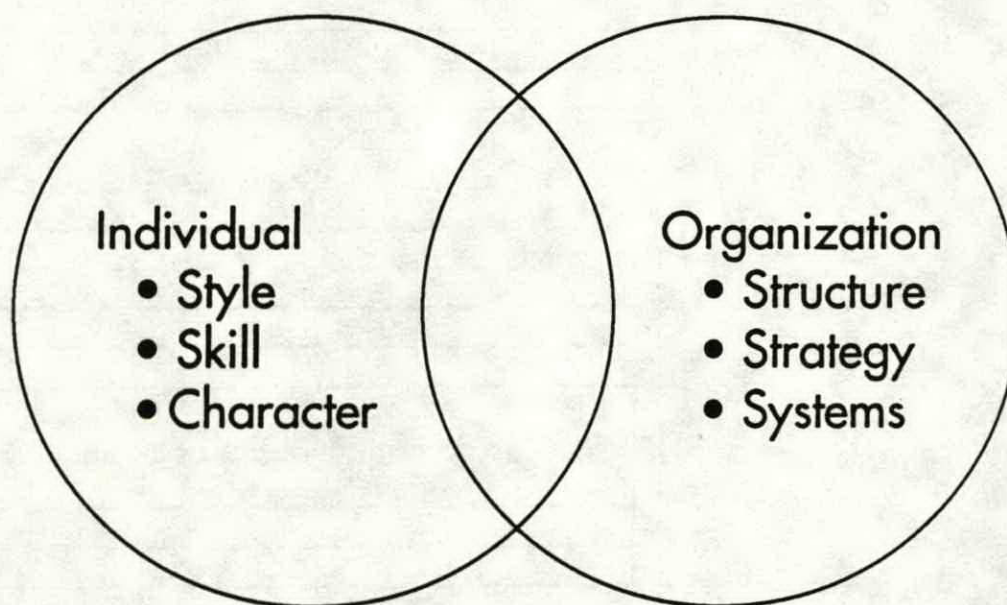 Individual
• Style
• Skill
• Character
Organization
• Structure
• Strategy
• Systems